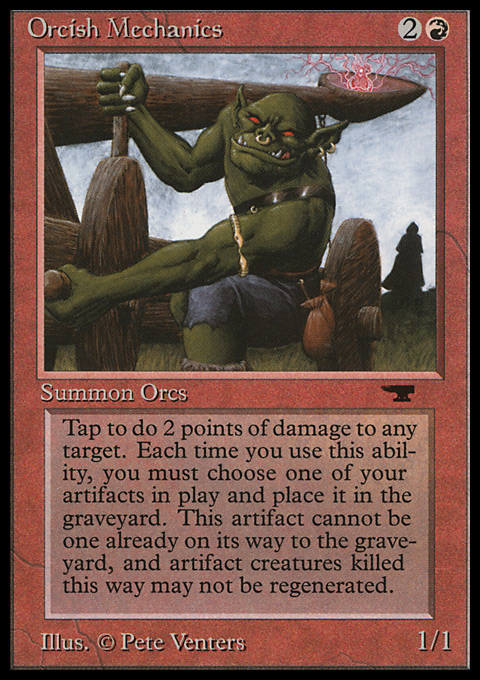 Orcish Mechanics 2
Summon Orcs
Tap to do 2 points of damage to any
target. Each time you use this abil-
ity, you must choose one of your
artifacts in play and place it in the
graveyard. This artifact cannot be
one already on its way to the grave-
yard, and artifact creatures killed
this way may not be regenerated.
Illus. © Pete Venters 1/1